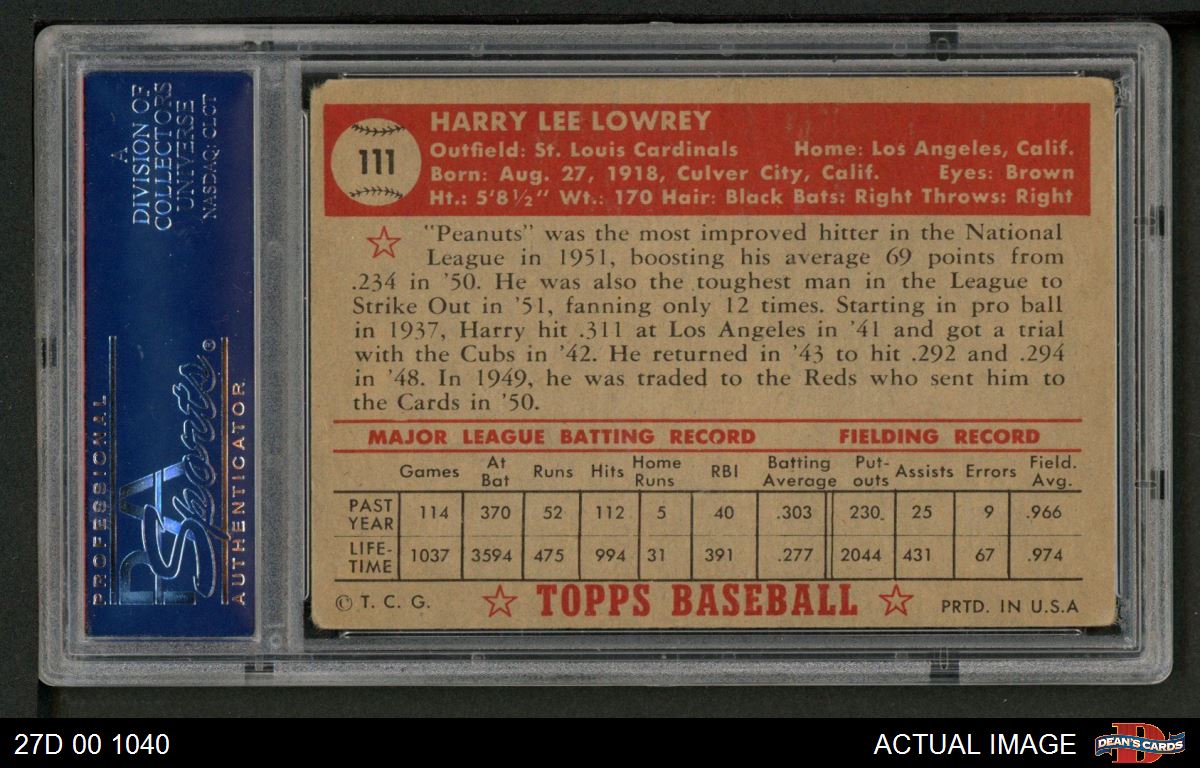 A
DIVISION OF
COLLECTORS
UNIVERSE
NASDAQ: CLCT
PROFESSIONAL
PSA
Sports®
AUTHENTICATOR
111
HARRY LEE LOWREY
Outfield: St. Louis Cardinals Home: Los Angeles, Calif.
Born: Aug. 27, 1918, Culver City, Calif. Eyes: Brown
Ht.: 5'8½" Wt.: 170 Hair: Black Bats: Right Throws: Right
"Peanuts" was the most improved hitter in the National
League in 1951, boosting his average 69 points from
.234 in '50. He was also the toughest man in the League to
Strike Out in '51, fanning only 12 times. Starting in pro ball
in 1937, Harry hit .311 at Los Angeles in '41 and got a trial
with the Cubs in '42. He returned in '43 to hit .292 and .294
in '48. In 1949, he was traded to the Reds who sent him to
the Cards in '50.
MAJOR LEAGUE BATTING RECORD FIELDING RECORD
Games At Bat Runs Hits Home Runs RBI Batting Average Put-outs Assists Errors Field. Avg.
PAST YEAR 114 370 52 112 5 40 .303 230. 25 9 .966
LIFE-TIME 1037 3594 475 994 31 391 .277 2044 431 67 .974
© T. C. G. TOPPS BASEBALL PRTD. IN U.S.A
27D 00 1040 ACTUAL IMAGE
D
DEAN'S CARDS